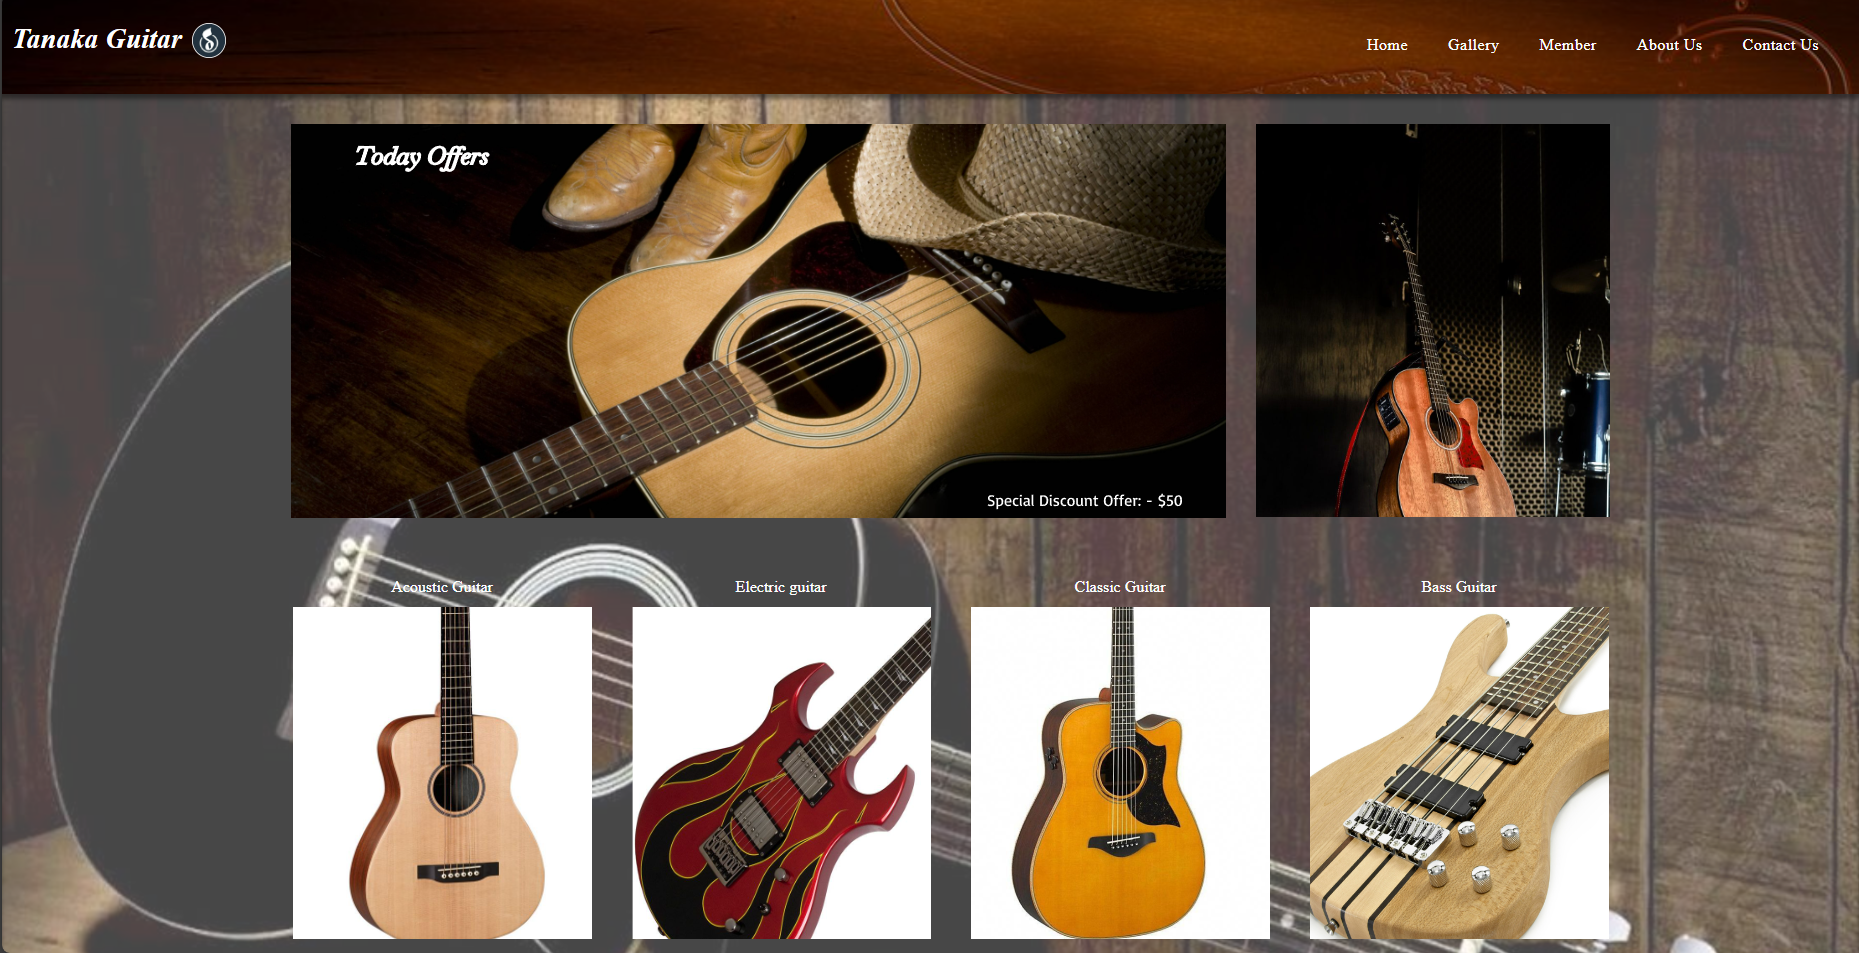 Tanaka Guitar
Home Gallery Member About Us Contact Us
Today Offers
Special Discount Offer: - $50
Acoustic Guitar
Electric guitar
Classic Guitar
Bass Guitar